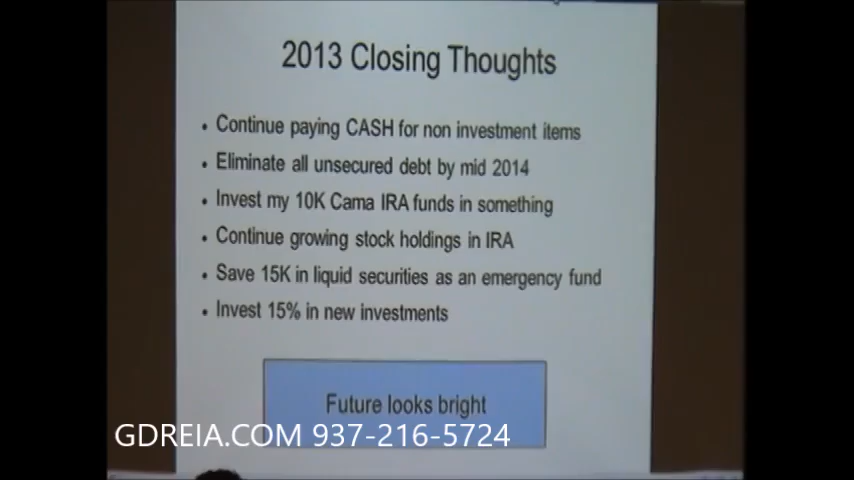 2013 Closing Thoughts
• Continue paying CASH for non investment items
• Eliminate all unsecured debt by mid 2014
• Invest my 10K Cama IRA funds in something
• Continue growing stock holdings in IRA
• Save 15K in liquid securities as an emergency fund
• Invest 15% in new investments
Future looks bright
GDREIA.COM 937-216-5724